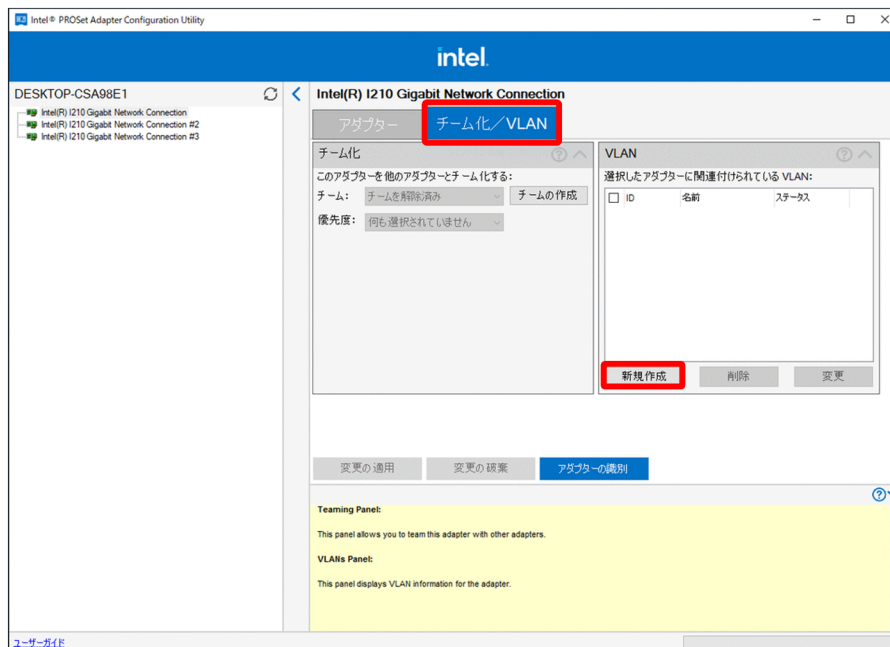 Intel® PROSet Adapter Configuration Utility
intel.
DESKTOP-CSA98E1
Intel(R) I210 Gigabit Network Connection
Intel(R) I210 Gigabit Network Connection #2
Intel(R) I210 Gigabit Network Connection #3
Intel(R) I210 Gigabit Network Connection
アダプター
チーム化／VLAN
チーム化
このアダプターを他のアダプターとチーム化する:
チーム: チームを解除済み チームの作成
優先度: 何も選択されていません
VLAN
選択したアダプターに関連付けられている VLAN:
ID 名前 ステータス
新規作成 削除 変更
変更の適用 変更の破棄 アダプターの識別
Teaming Panel:
This panel allows you to team this adapter with other adapters.
VLANs Panel:
This panel displays VLAN information for the adapter.
ユーザーガイド